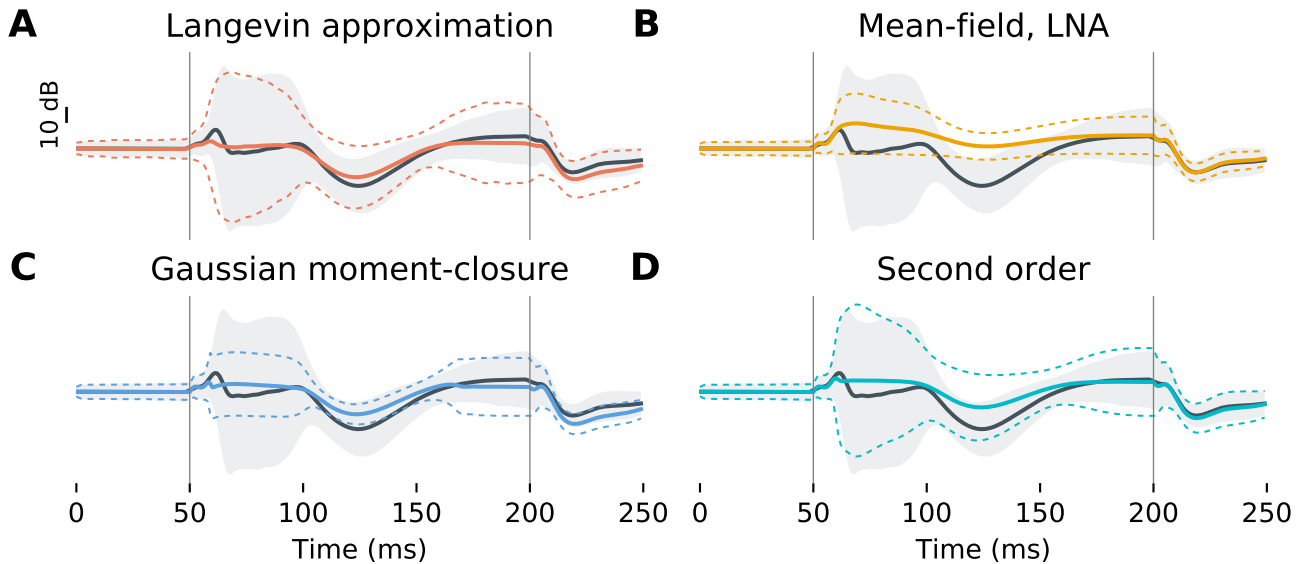 A Langevin approximation
B Mean-field, LNA
10 dB
C Gaussian moment-closure
D Second order
0 50 100 150 200 250
0 50 100 150 200 250
Time (ms)
Time (ms)